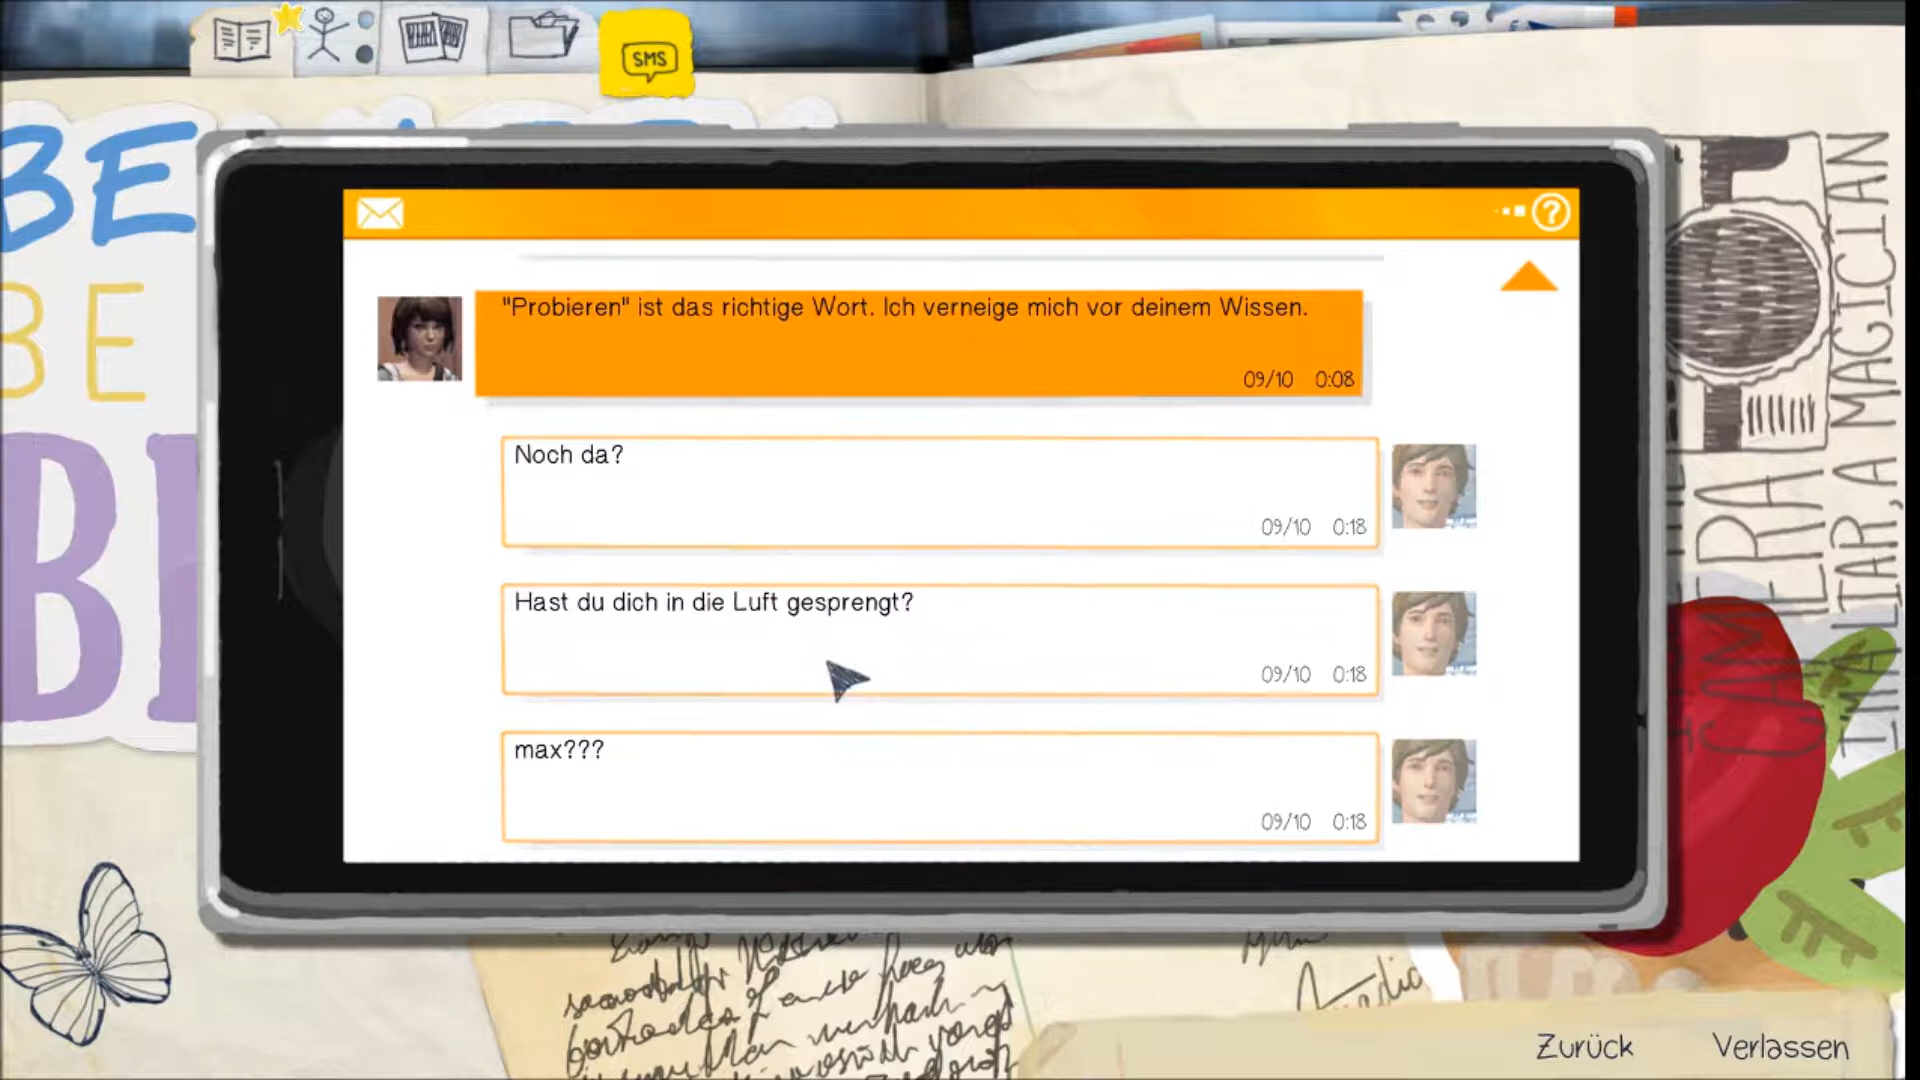 SMS
BE
BE
"Probieren" ist das richtige Wort. Ich verneige mich vor deinem Wissen.
09/10 0:08
Noch da?
09/10 0:18
Hast du dich in die Luft gesprengt?
09/10 0:18
max???
09/10 0:18
CAMERA
LIAR, A MAGICIAN
Zurück
Verlassen